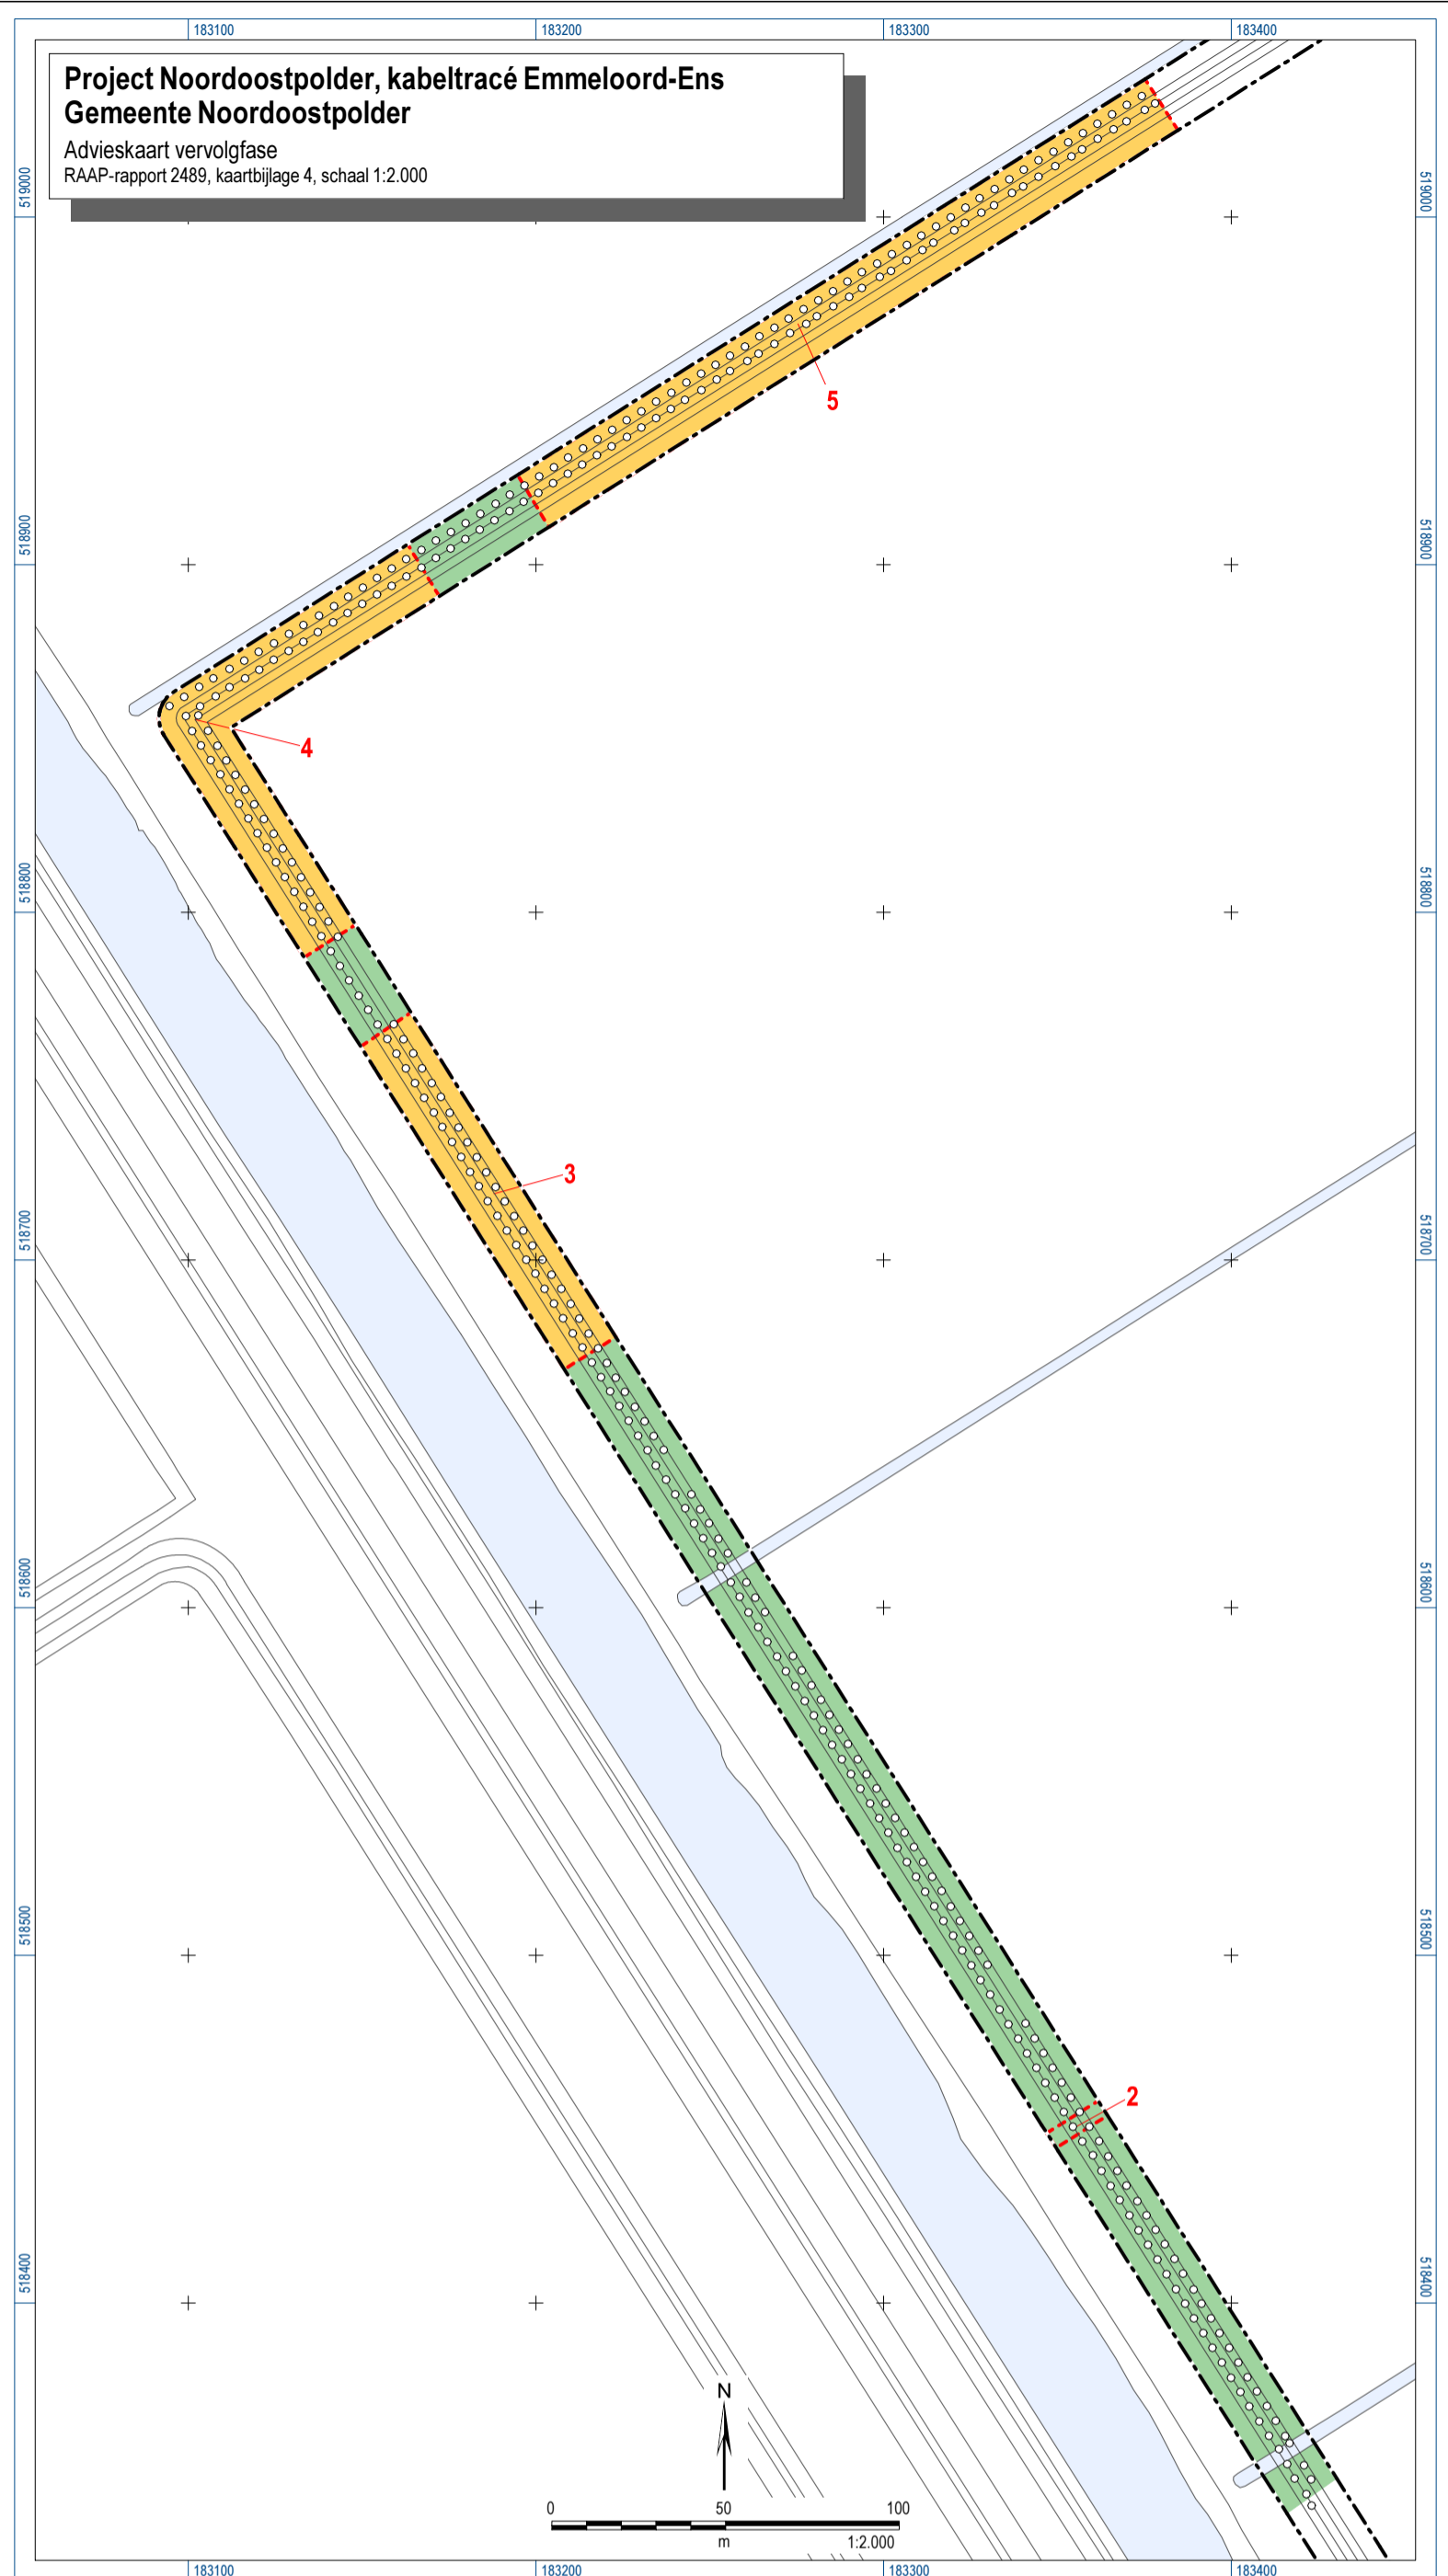 183100 183200 183300 183400
Project Noordoostpolder, kabeltracé Emmeloord-Ens
Gemeente Noordoostpolder
Advieskaart vervolgfase
RAAP-rapport 2489, kaartbijlage 4, schaal 1:2.000
519000 519000
5
518900 518900
4
518800 518800
3
518700 518700
518600 518600
518500 518500
2
518400 518400
N
0 50 100
m 1:2.000
183100 183200 183300 183400